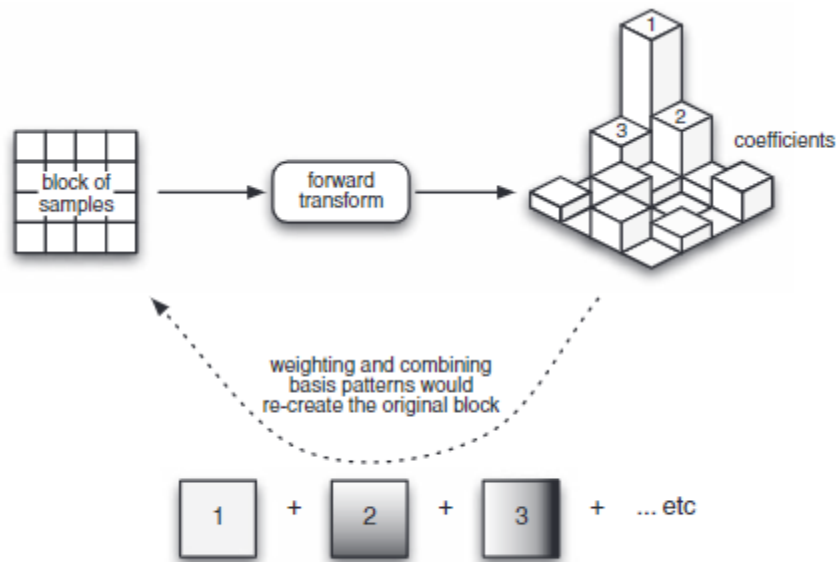 1
3
2
coefficients
block of
samples
forward
transform
weighting and combining
basis patterns would
re-create the original block
1 + 2 + 3 + ... etc